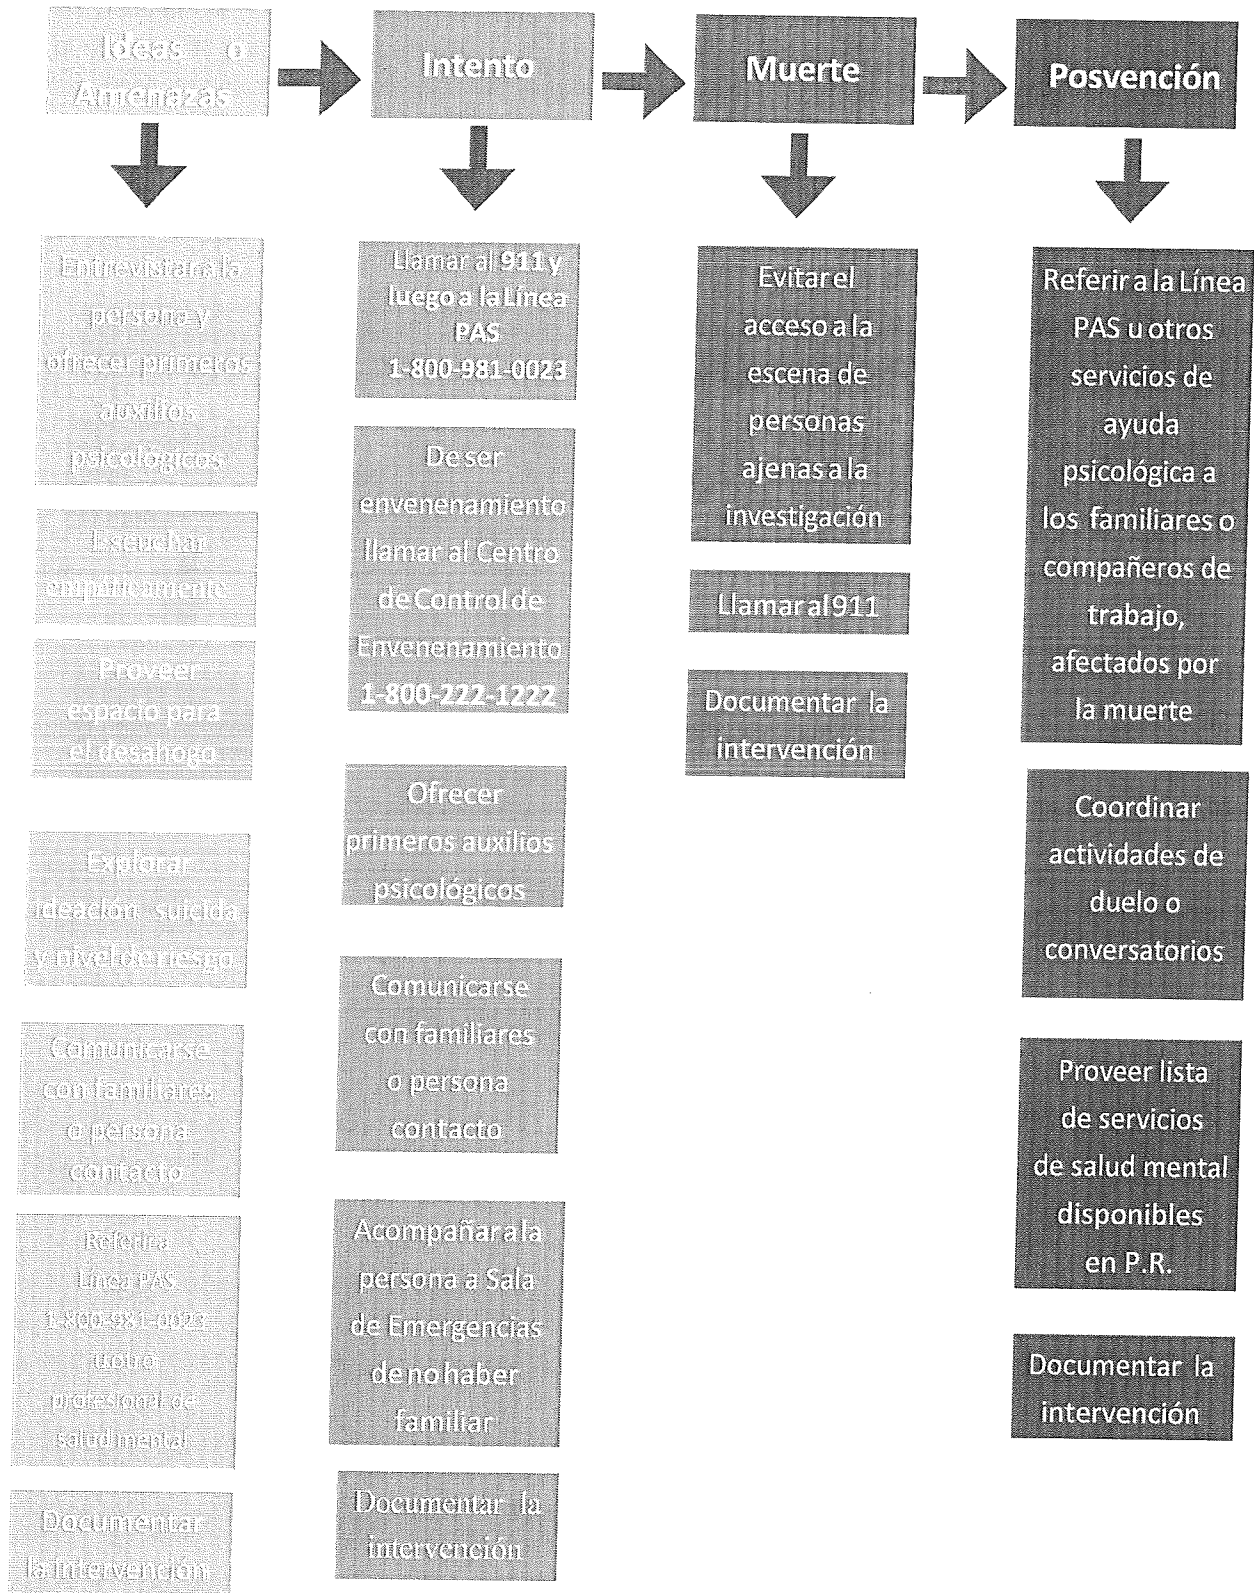 Ideas o
Amenazas
Entrevistar a la
persona y
ofrecer primeros
auxilios
psicológicos
Escuchar
empáticamente
Proveer
espacio para
el desahogo
Explorar
ideación suicida
y nivel de riesgo
Comunicarse
con familiares
o persona
contacto
Referir a
Línea PAS
1-800-981-0023
u otro
profesional de
salud mental
Documentar
la intervención
Intento
Llamar al 911 y
luego a la Línea
PAS
1-800-981-0023
De ser
envenenamiento
llamar al Centro
de Control de
Envenenamiento
1-800-222-1222
Ofrecer
primeros auxilios
psicológicos
Comunicarse
con familiares
o persona
contacto
Acompañar a la
persona a Sala
de Emergencias
de no haber
familiar
Documentar la
intervención
Muerte
Evitar el
acceso a la
escena de
personas
ajenas a la
investigación
Llamar al 911
Documentar la
intervención
Posvención
Referir a la Línea
PAS u otros
servicios de
ayuda
psicológica a
los familiares o
compañeros de
trabajo,
afectados por
la muerte
Coordinar
actividades de
duelo o
conversatorios
Proveer lista
de servicios
de salud mental
disponibles
en P.R.
Documentar la
intervención